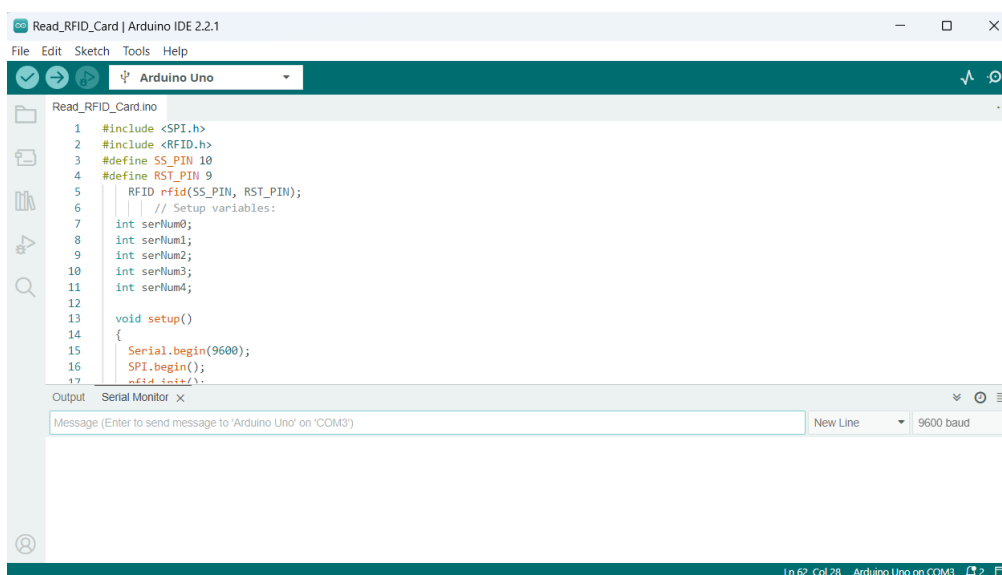 Read_RFID_Card | Arduino IDE 2.2.1
File Edit Sketch Tools Help
Arduino Uno
Read_RFID_Card.ino
1 #include <SPI.h>
2 #include <RFID.h>
3 #define SS_PIN 10
4 #define RST_PIN 9
5 RFID rfid(SS_PIN, RST_PIN);
6 // Setup variables:
7 int serNum0;
8 int serNum1;
9 int serNum2;
10 int serNum3;
11 int serNum4;
12
13 void setup()
14 {
15 Serial.begin(9600);
16 SPI.begin();
17 rfid.init();
Output Serial Monitor
Message (Enter to send message to 'Arduino Uno' on 'COM3')
New Line 9600 baud
Ln 62, Col 28 Arduino Uno on COM3 2